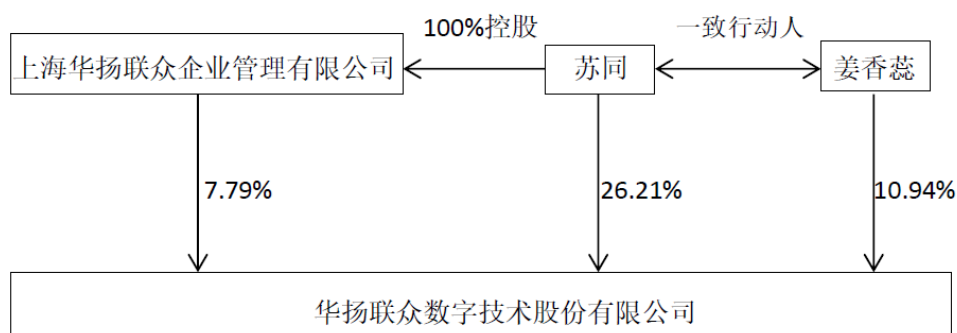 100%控股
一致行动人
上海华扬联众企业管理有限公司
苏同
姜香蕊
7.79%
26.21%
10.94%
华扬联众数字技术股份有限公司